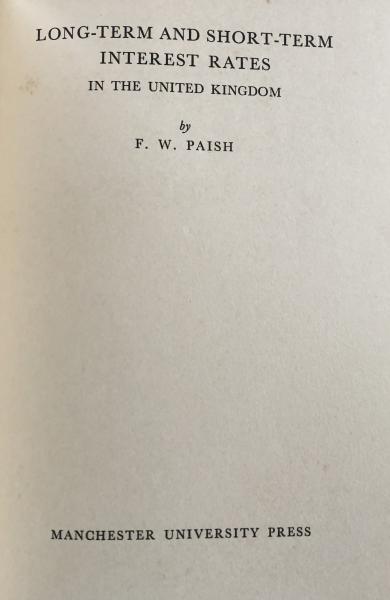 LONG-TERM AND SHORT-TERM
INTEREST RATES
IN THE UNITED KINGDOM
by
F. W. PAISH
MANCHESTER UNIVERSITY PRESS